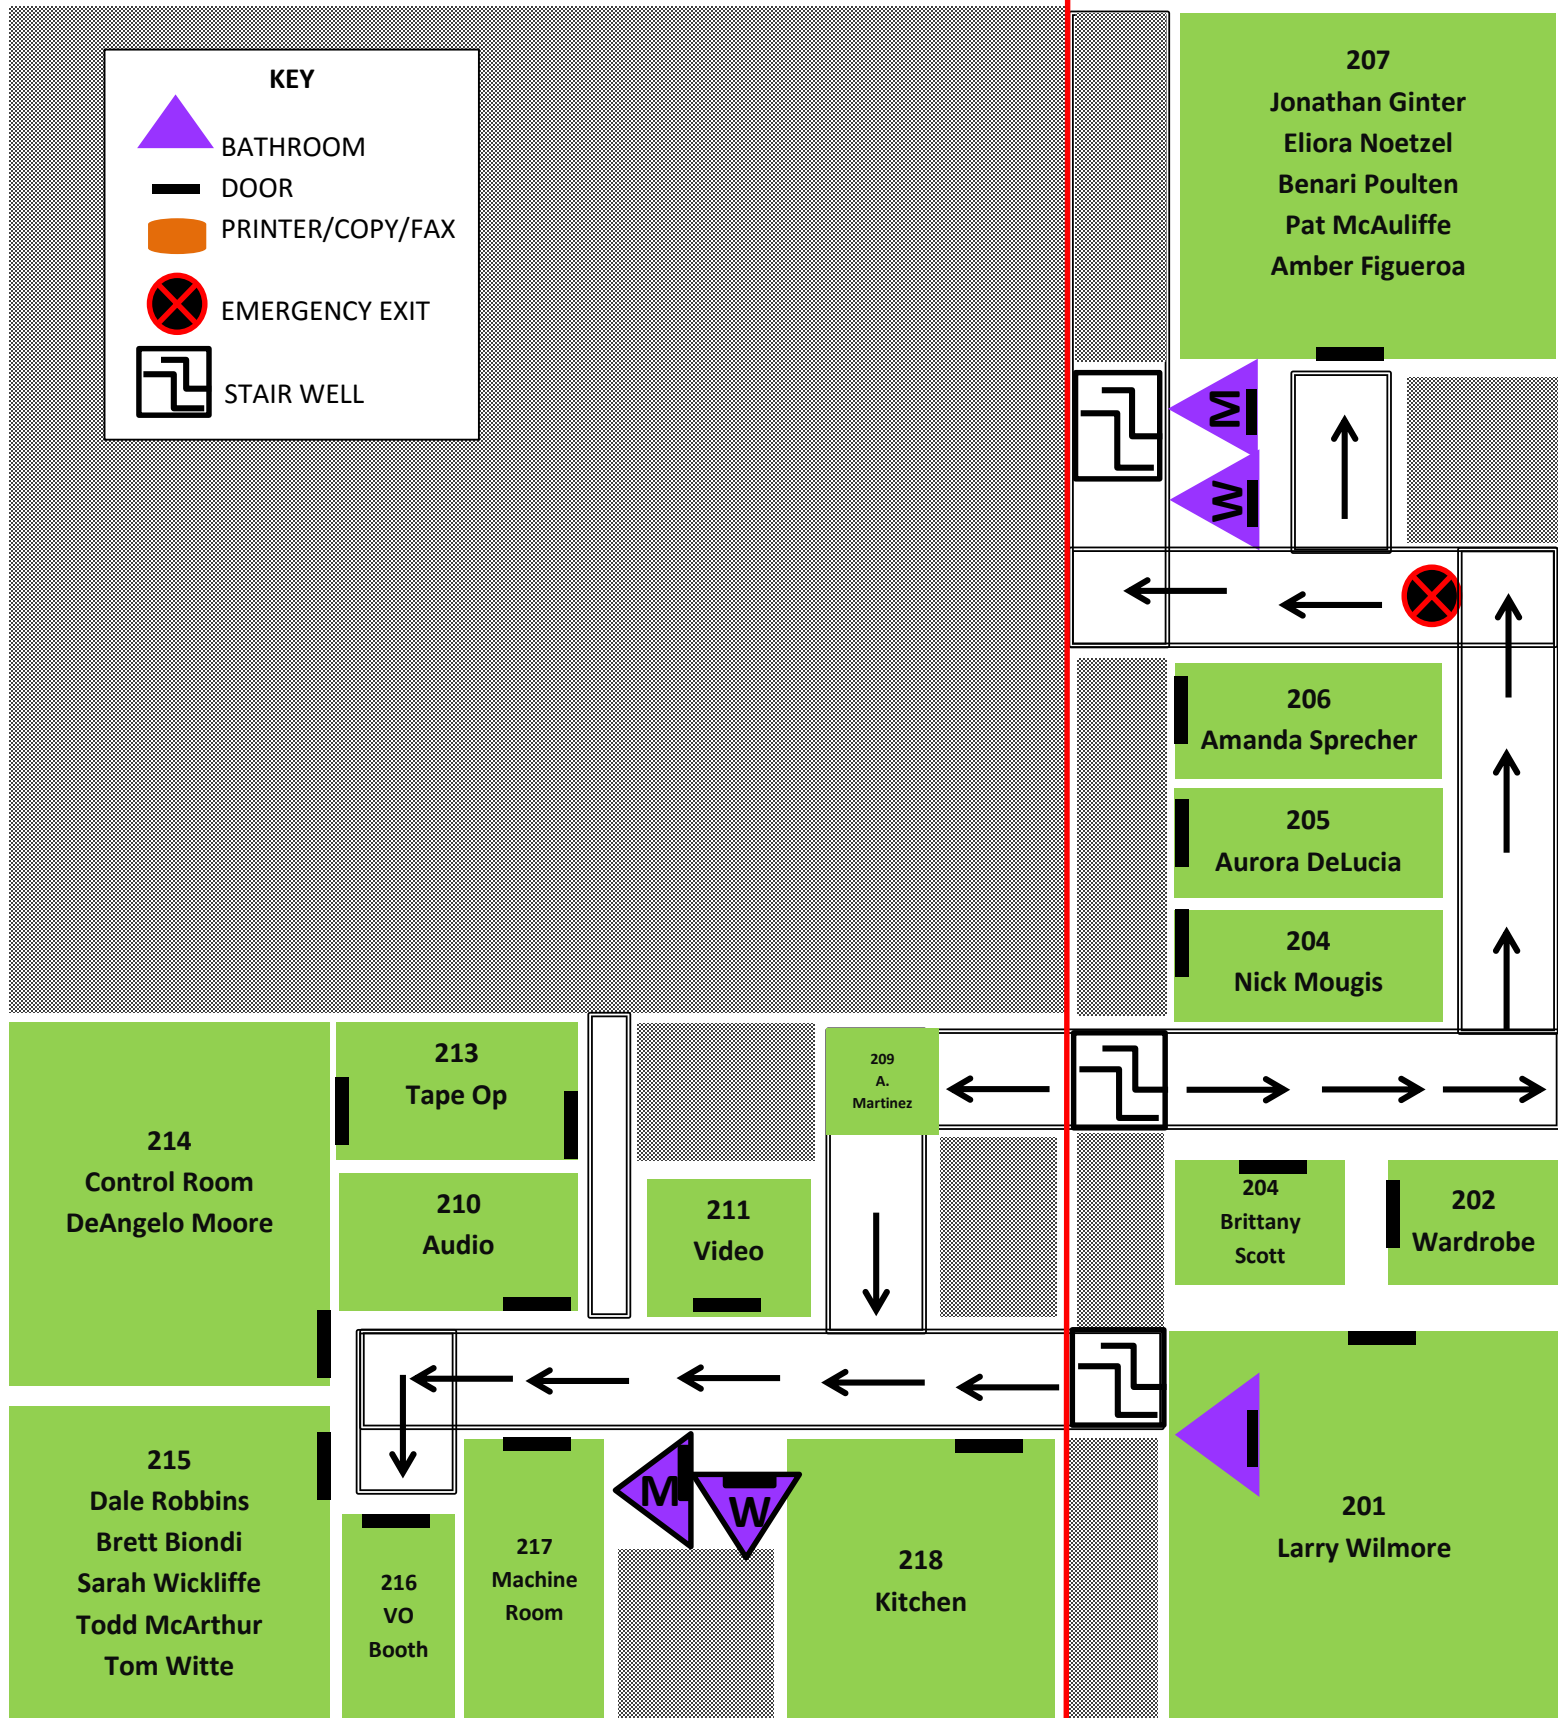 KEY
BATHROOM
DOOR
PRINTER/COPY/FAX
EMERGENCY EXIT
STAIR WELL
207
Jonathan Ginter
Eliora Noetzel
Benari Poulten
Pat McAuliffe
Amber Figueroa
M
W
206
Amanda Sprecher
205
Aurora DeLucia
204
Nick Mougis
209
A.
Martinez
213
Tape Op
214
Control Room
DeAngelo Moore
210
Audio
211
Video
204
Brittany
Scott
202
Wardrobe
215
Dale Robbins
Brett Biondi
Sarah Wickliffe
Todd McArthur
Tom Witte
216
VO
Booth
217
Machine
Room
M
W
218
Kitchen
201
Larry Wilmore